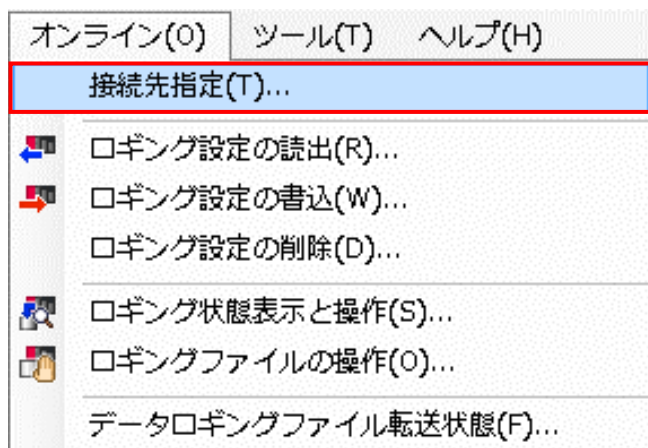 オンライン(O) ツール(T) ヘルプ(H)
接続先指定(T)...
ロギング設定の読出(R)...
ロギング設定の書込(W)...
ロギング設定の削除(D)...
ロギング状態表示と操作(S)...
ロギングファイルの操作(O)...
データロギングファイル転送状態(F)...